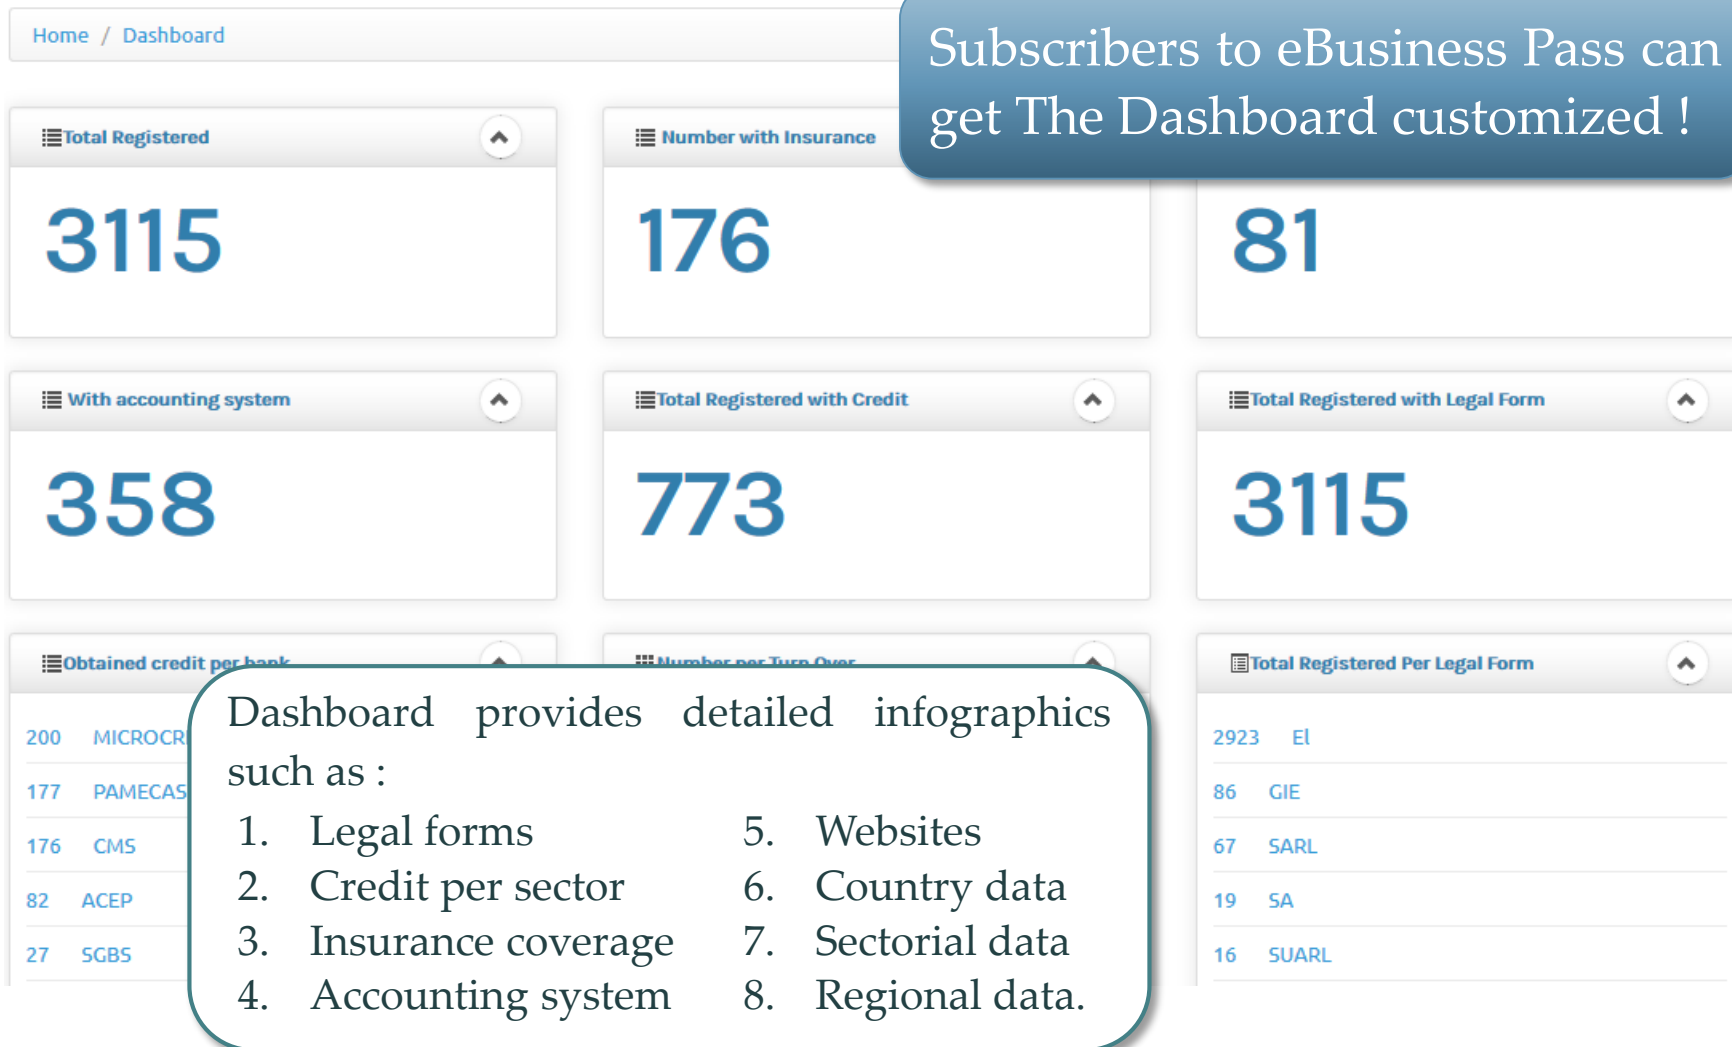 Home / Dashboard
Subscribers to eBusiness Pass can
get The Dashboard customized !
Total Registered
3115
Number with Insurance
176
81
With accounting system
358
Total Registered with Credit
773
Total Registered with Legal Form
3115
Obtained credit per bank
200 MICROCR
177 PAMECAS
176 CMS
82 ACEP
27 SGBS
Number per Turn Over
Total Registered Per Legal Form
2923 EI
86 GIE
67 SARL
19 SA
16 SUARL
Dashboard provides detailed infographics
such as :
1. Legal forms
2. Credit per sector
3. Insurance coverage
4. Accounting system
5. Websites
6. Country data
7. Sectorial data
8. Regional data.